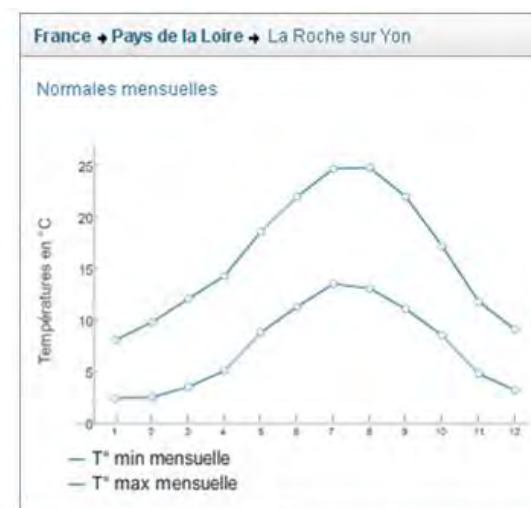 France → Pays de la Loire → La Roche sur Yon
Normales mensuelles
Températures en °C
25
20
15
10
5
0
1 2 3 4 5 6 7 8 9 10 11 12
— T° min mensuelle
— T° max mensuelle